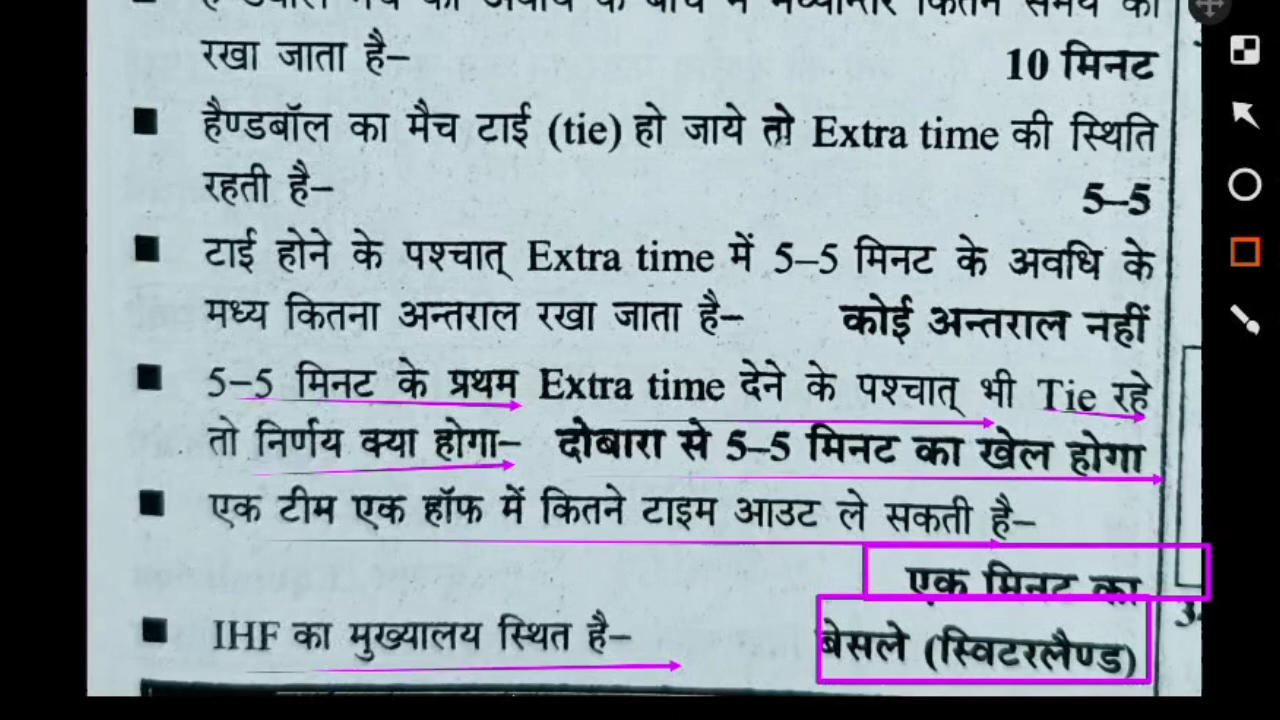 रखा जाता है– 10 मिनट
हैण्डबॉल का मैच टाई (tie) हो जाये तो Extra time की स्थिति
रहती है– 5–5
टाई होने के पश्चात् Extra time में 5–5 मिनट के अवधि के
मध्य कितना अन्तराल रखा जाता है– कोई अन्तराल नहीं
5–5 मिनट के प्रथम Extra time देने के पश्चात् भी Tie रहे
तो निर्णय क्या होगा– दोबारा से 5–5 मिनट का खेल होगा
एक टीम एक हॉफ में कितने टाइम आउट ले सकती है–
एक मिनट का
IHF का मुख्यालय स्थित है– बेसले (स्विटरलैण्ड)